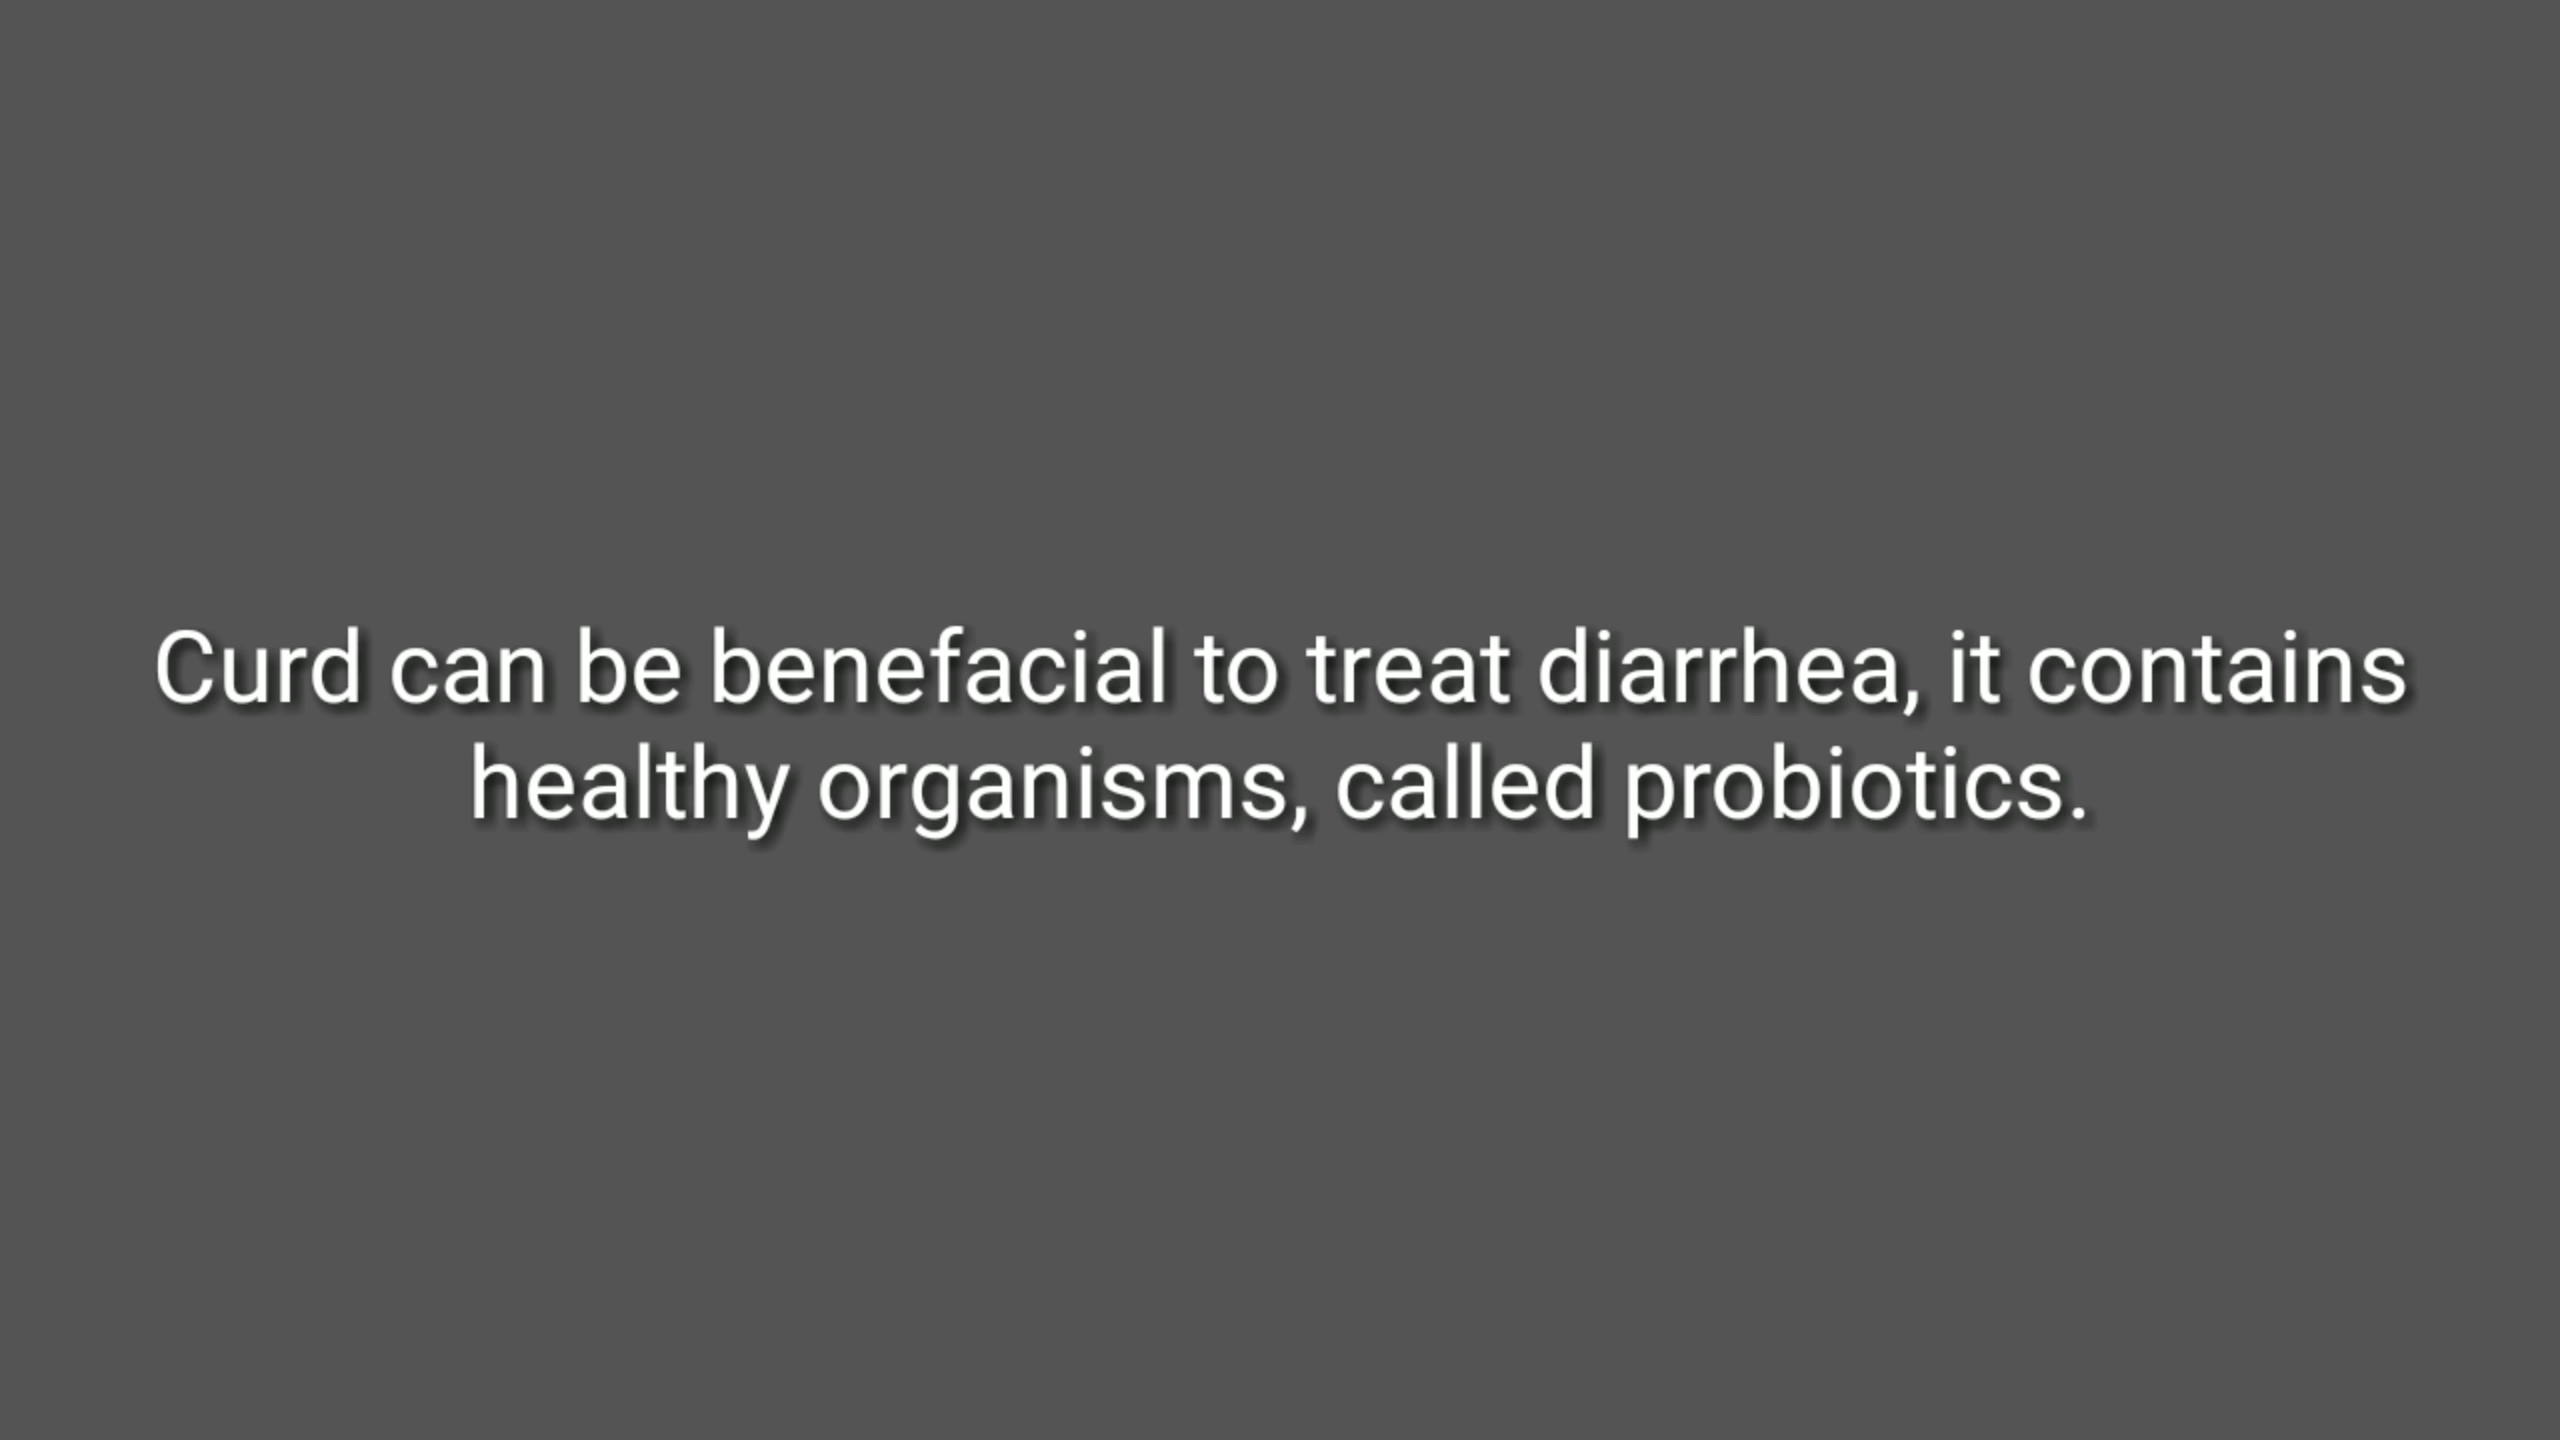 Curd can be benefacial to treat diarrhea, it contains
healthy organisms, called probiotics.